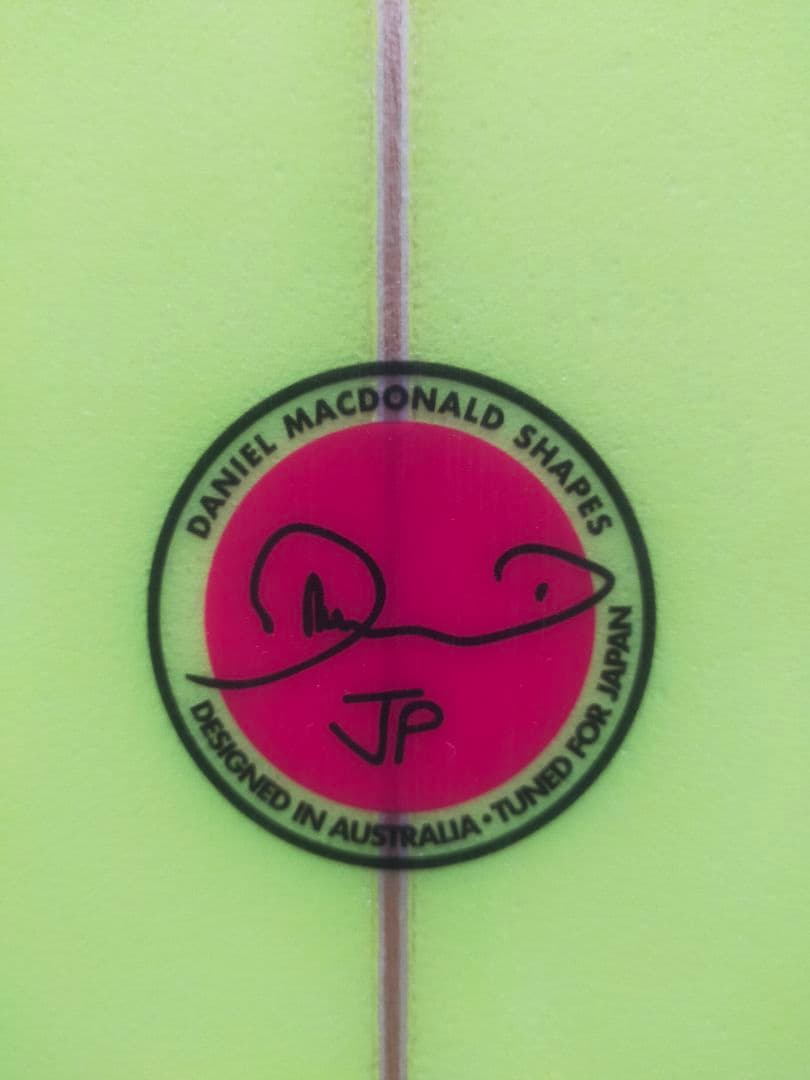 DANIEL MACDONALD SHAPES
JP
DESIGNED IN AUSTRALIA • TUNED FOR JAPAN